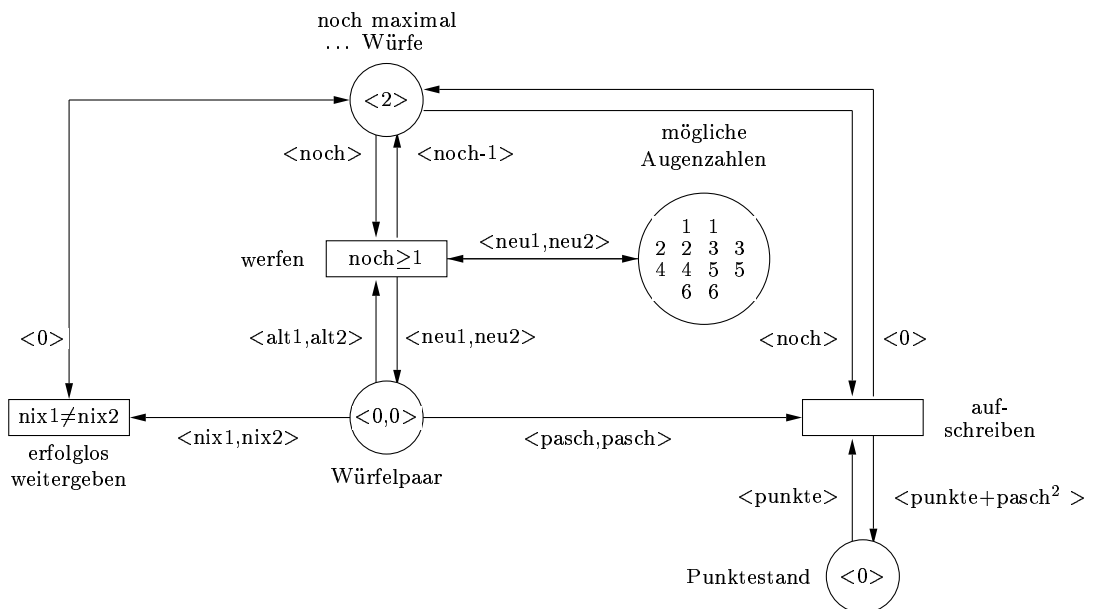 noch maximal
... Würfe
<2>
<noch>
<noch-1>
mögliche
Augenzahlen
1 1
2 2 3 3
4 4 5 5
6 6
werfen
noch≥1
<neu1,neu2>
<0>
<alt1,alt2>
<neu1,neu2>
<noch>
<0>
nix1≠nix2
<nix1,nix2>
<0,0>
<pasch,pasch>
auf-
schreiben
erfolglos
weitergeben
Würfelpaar
<punkte>
<punkte+pasch² >
Punktestand
<0>